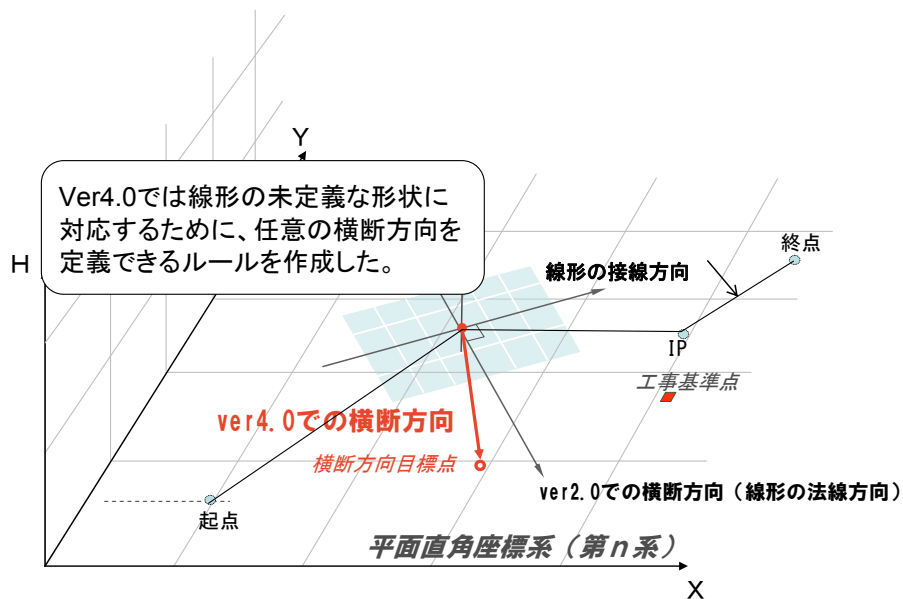 Y
Ver4.0では線形の未定義な形状に
対応するために、任意の横断方向を
定義できるルールを作成した。
H
終点
線形の接線方向
IP
工事基準点
ver4.0での横断方向
横断方向目標点
ver2.0での横断方向（線形の法線方向）
起点
平面直角座標系（第n系）
X